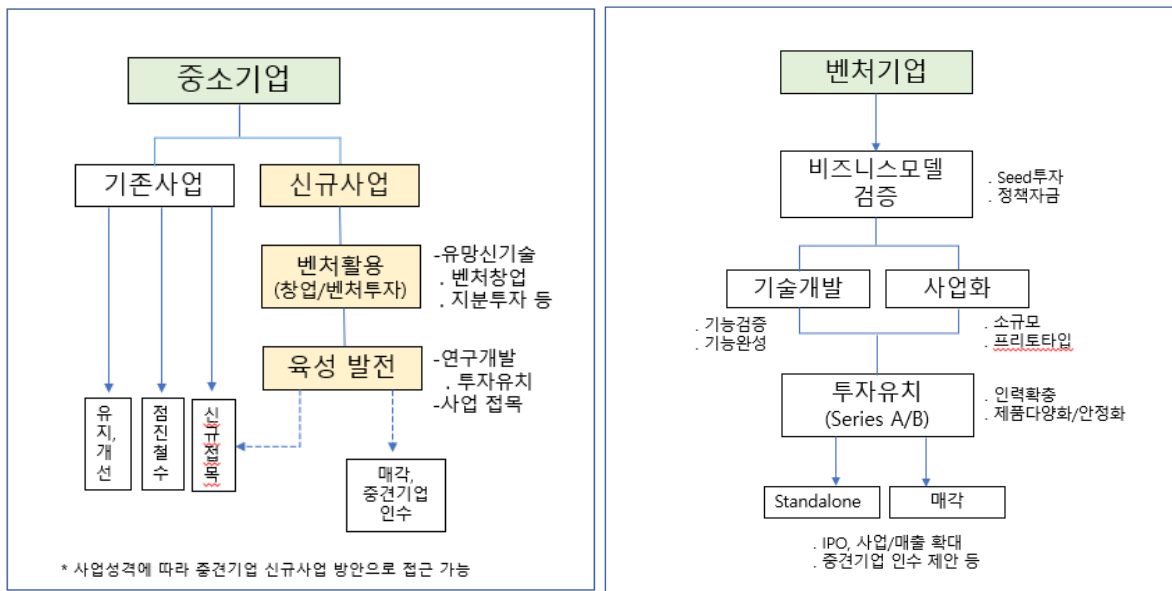 중소기업
기존사업
신규사업
벤처활용
(창업/벤처투자)
-유망신기술
. 벤처창업
. 지분투자 등
육성 발전
-연구개발
. 투자유치
-사업 접목
유
지,
개
선
점
진
철
수
신
규
접
목
매각,
중견기업
인수
* 사업성격에 따라 중견기업 신규사업 방안으로 접근 가능
벤처기업
비즈니스모델
검증
. Seed투자
. 정책자금
기술개발
사업화
. 기능검증
. 기능완성
. 소규모
. 프리토타입
투자유치
(Series A/B)
. 인력확충
. 제품다양화/안정화
Standalone
매각
. IPO, 사업/매출 확대
. 중견기업 인수 제안 등